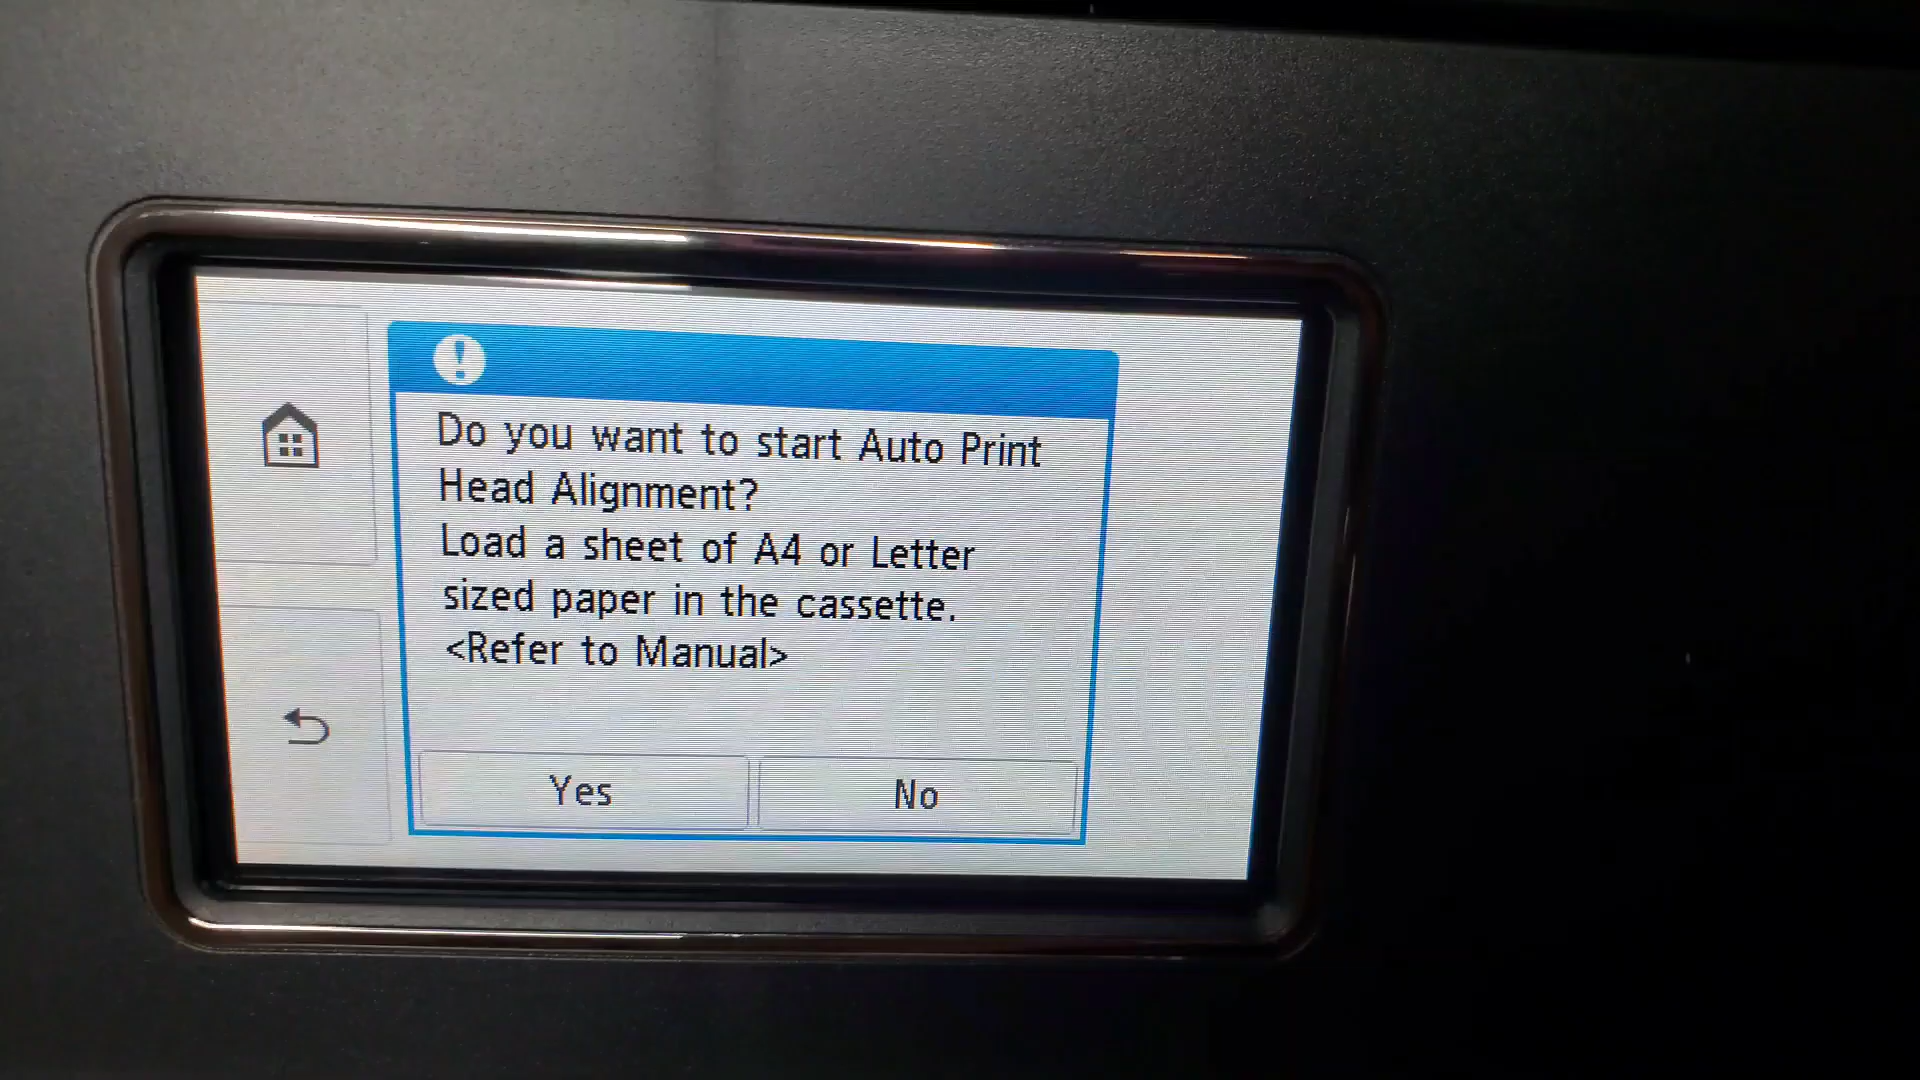 Do you want to start Auto Print
Head Alignment?
Load a sheet of A4 or Letter
sized paper in the cassette.
<Refer to Manual>
Yes
No